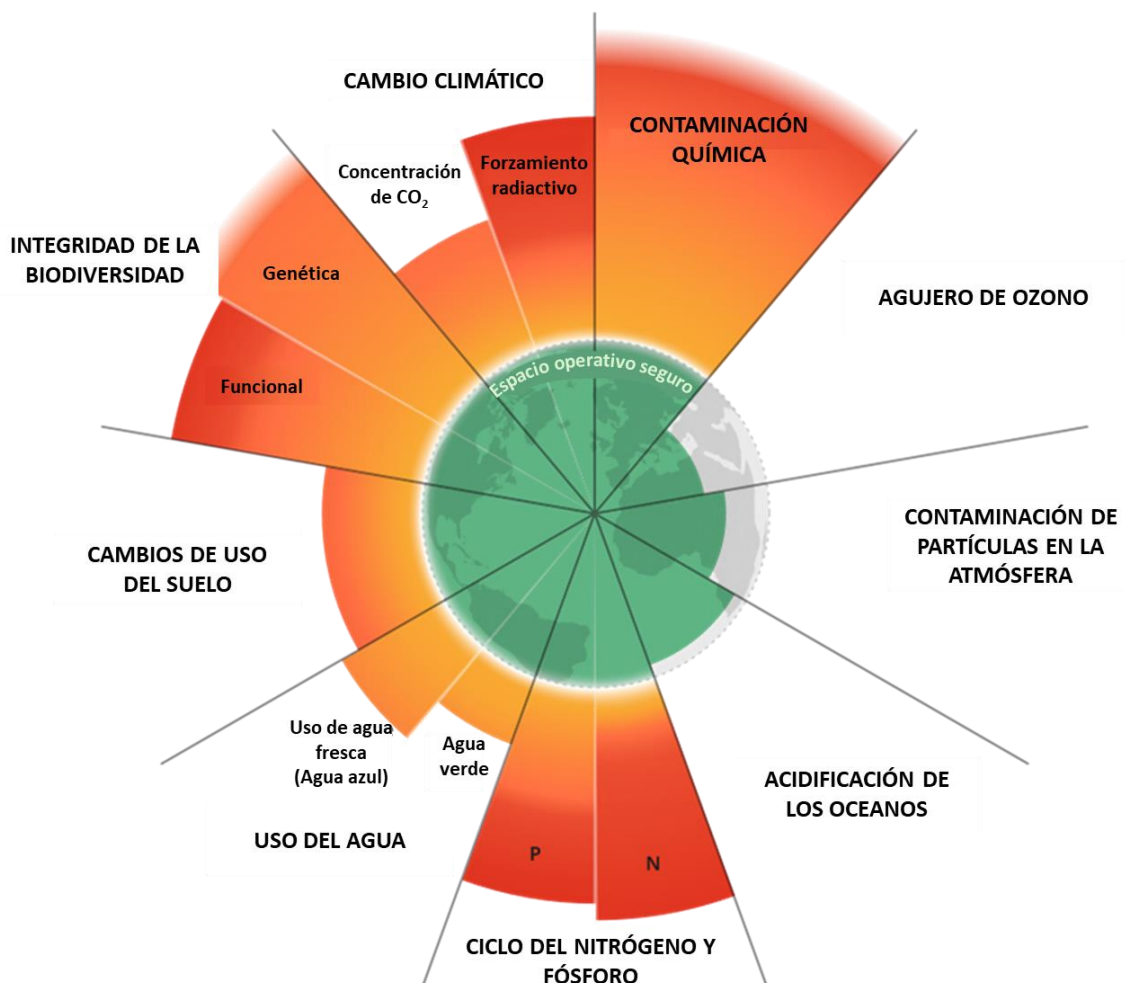 CAMBIO CLIMÁTICO
Concentración
de CO₂
Forzamiento
radiactivo
CONTAMINACIÓN
QUÍMICA
INTEGRIDAD DE LA
BIODIVERSIDAD
Genética
Funcional
AGUJERO DE OZONO
Espacio operativo seguro
CONTAMINACIÓN DE
PARTÍCULAS EN LA
ATMÓSFERA
CAMBIOS DE USO
DEL SUELO
Uso de agua
fresca
(Agua azul)
Agua
verde
USO DEL AGUA
ACIDIFICACIÓN DE
LOS OCEANOS
P
N
CICLO DEL NITRÓGENO Y
FÓSFORO